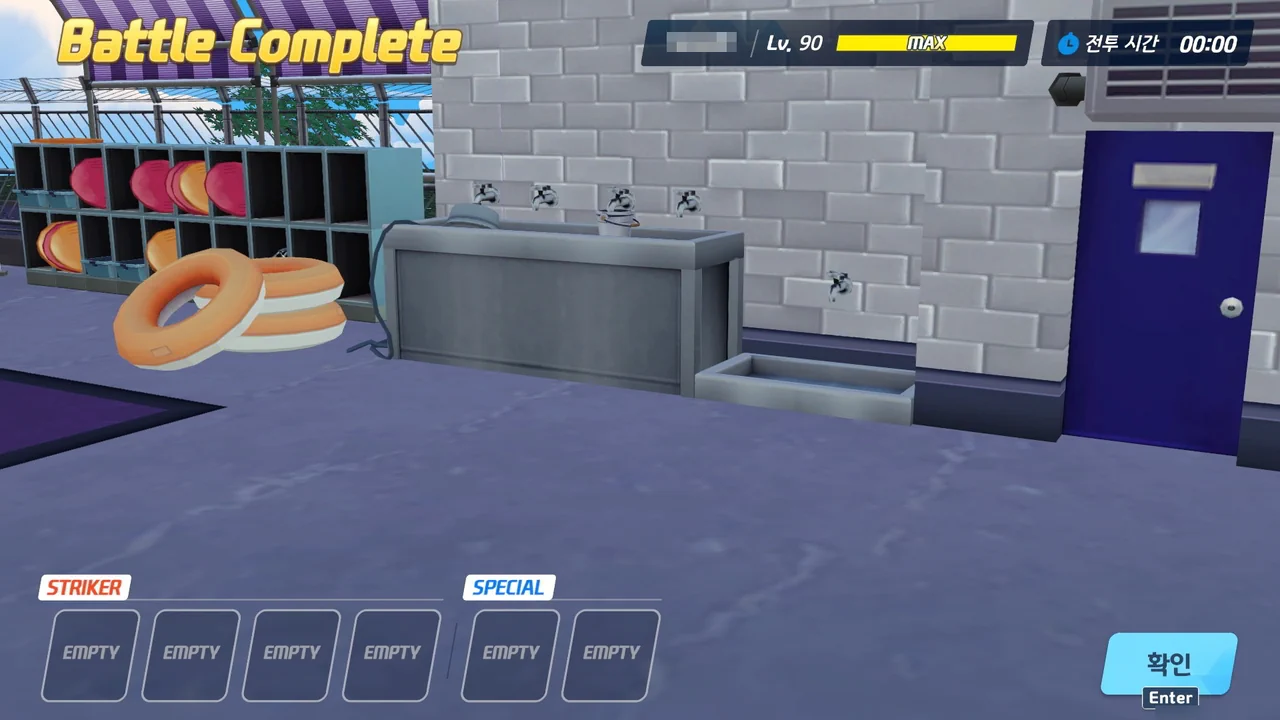 Battle Complete
Lv. 90
MAX
전투 시간
00:00
STRIKER
SPECIAL
EMPTY
EMPTY
EMPTY
EMPTY
EMPTY
EMPTY
확인
Enter